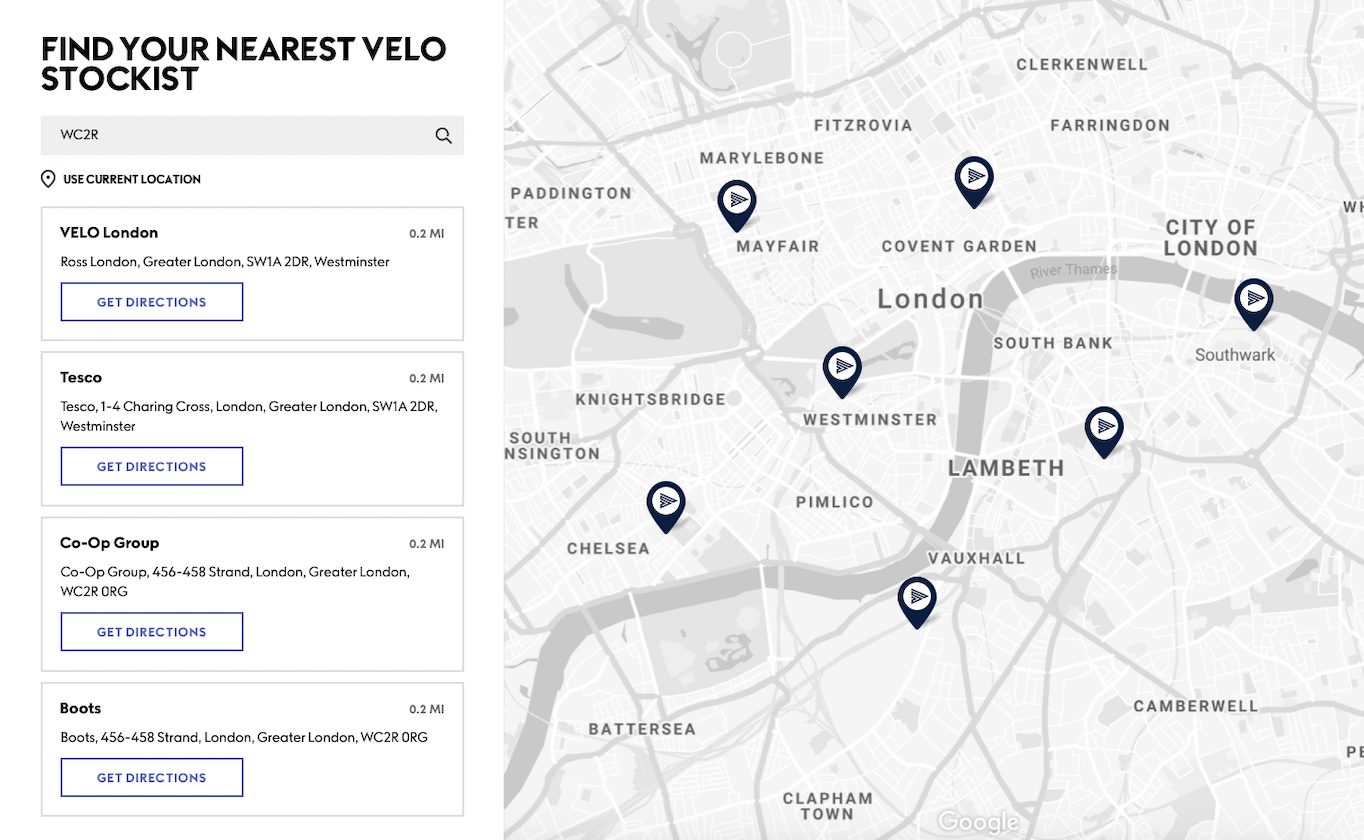 FIND YOUR NEAREST VELO
STOCKIST
WC2R
USE CURRENT LOCATION
VELO London
0.2 MI
Ross London, Greater London, SW1A 2DR, Westminster
GET DIRECTIONS
Tesco
0.2 MI
Tesco, 1-4 Charing Cross, London, Greater London, SW1A 2DR,
Westminster
GET DIRECTIONS
Co-Op Group
0.2 MI
Co-Op Group, 456-458 Strand, London, Greater London,
WC2R 0RG
GET DIRECTIONS
Boots
0.2 MI
Boots, 456-458 Strand, London, Greater London, WC2R 0RG
GET DIRECTIONS
CLERKENWELL
FITZROVIA
FARRINGDON
MARYLEBONE
PADDINGTON
WH
TER
MAYFAIR
COVENT GARDEN
CITY OF
LONDON
River Thames
London
SOUTH BANK
Southwark
KNIGHTSBRIDGE
WESTMINSTER
SOUTH
NSINGTON
LAMBETH
PIMLICO
CHELSEA
VAUXHALL
CAMBERWELL
BATTERSEA
PE
CLAPHAM
TOWN
Google